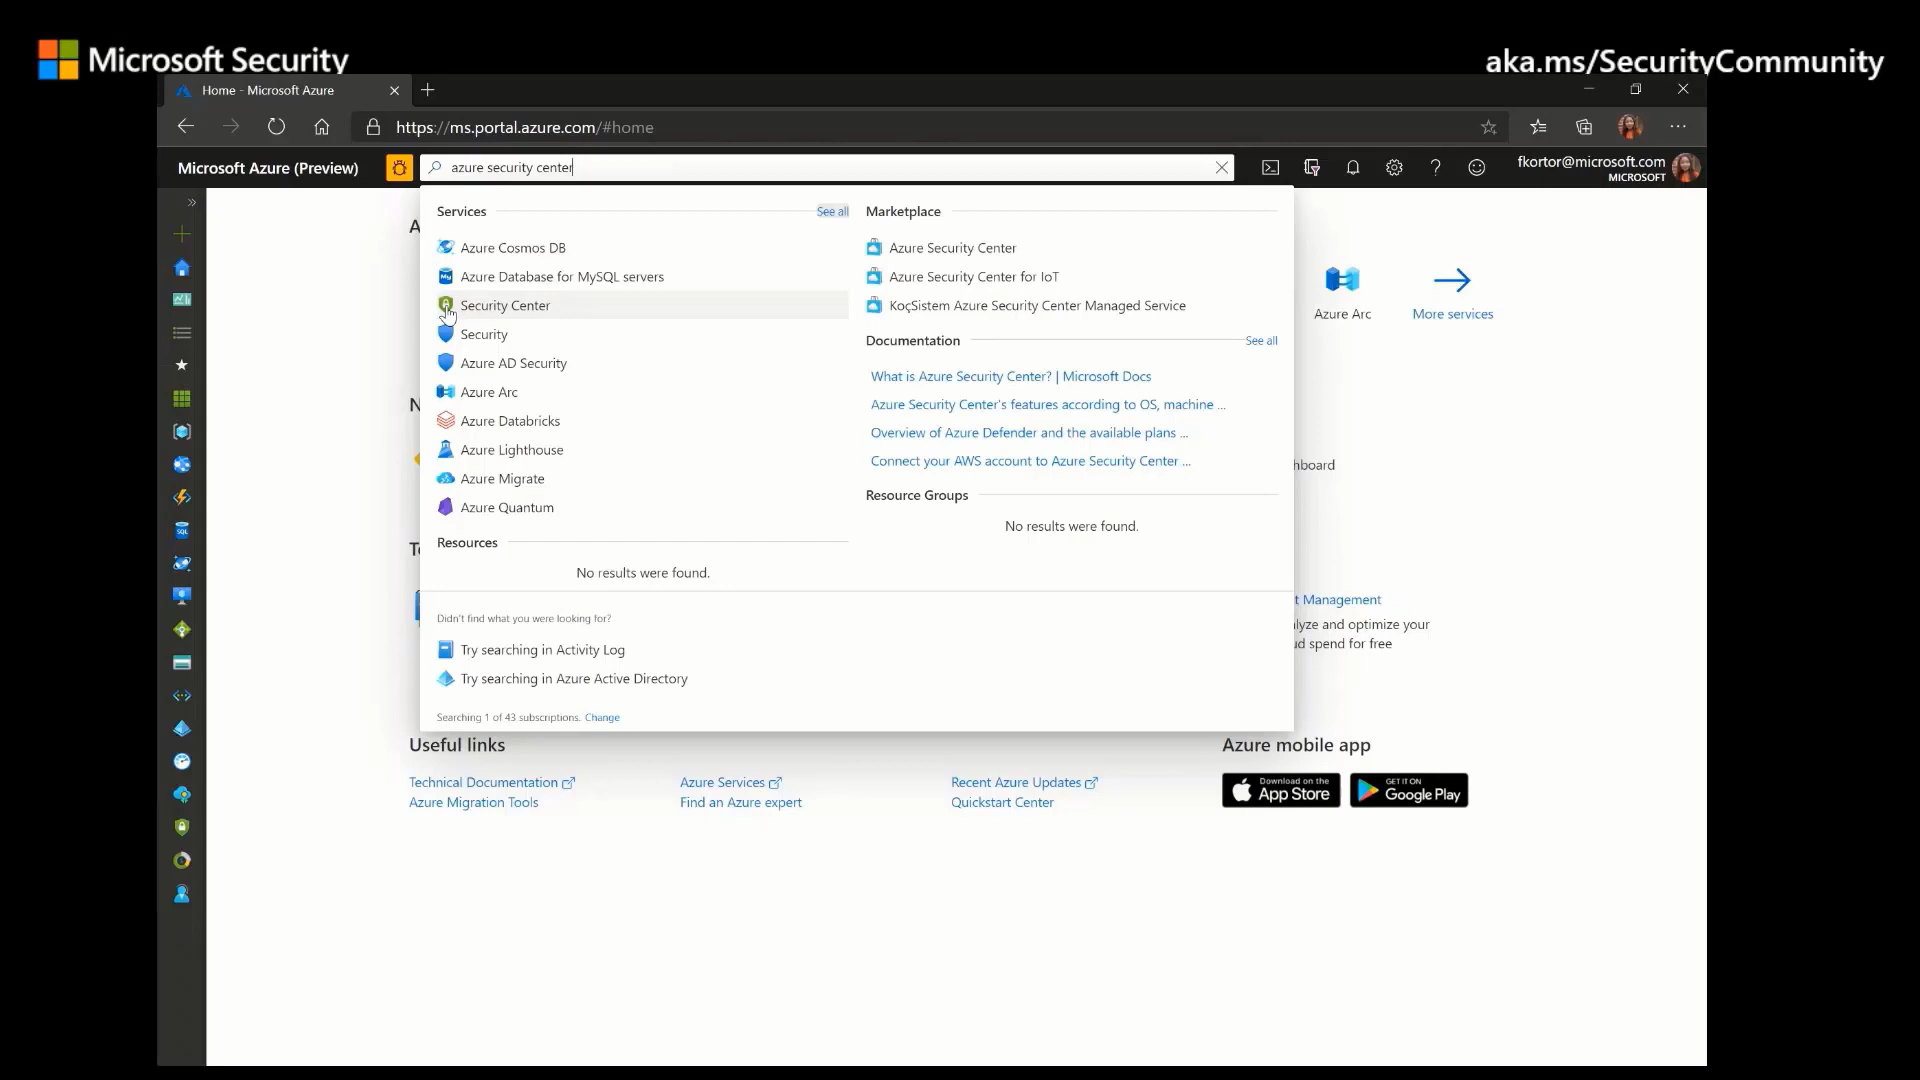 Microsoft Security
aka.ms/SecurityCommunity
Home - Microsoft Azure
https://ms.portal.azure.com/#home
Microsoft Azure (Preview)
azure security center
fkortor@microsoft.com
MICROSOFT
Services
See all
Azure Cosmos DB
Azure Database for MySQL servers
Security Center
Security
Azure AD Security
Azure Arc
Azure Databricks
Azure Lighthouse
Azure Migrate
Azure Quantum
Resources
No results were found.
Marketplace
Azure Security Center
Azure Security Center for IoT
KoçSistem Azure Security Center Managed Service
Documentation
See all
What is Azure Security Center? | Microsoft Docs
Azure Security Center's features according to OS, machine ...
Overview of Azure Defender and the available plans ...
Connect your AWS account to Azure Security Center ...
Resource Groups
No results were found.
Didn't find what you were looking for?
Try searching in Activity Log
Try searching in Azure Active Directory
Searching 1 of 43 subscriptions. Change
A
N
To
Azure Arc
More services
hboard
t Management
lyze and optimize your
ud spend for free
SQL
My
Useful links
Technical Documentation
Azure Services
Recent Azure Updates
Azure Migration Tools
Find an Azure expert
Quickstart Center
Azure mobile app
Download on the
App Store
GET IT ON
Google Play